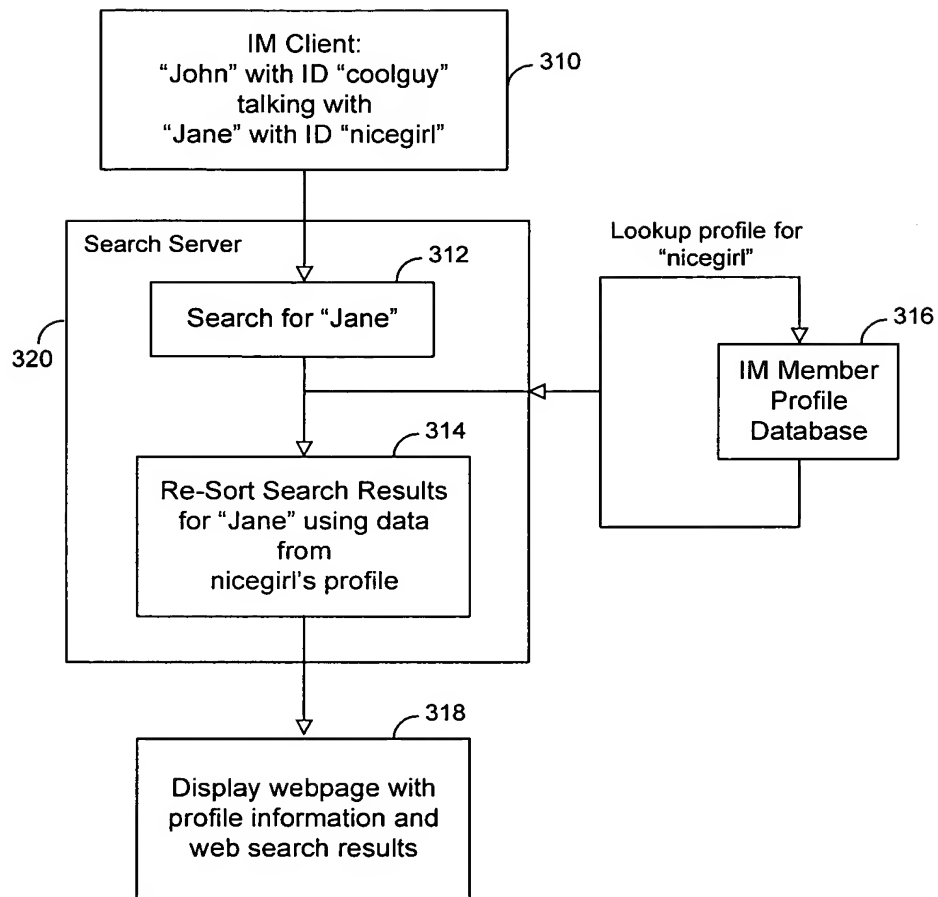 IM Client:
“John” with ID “coolguy”
talking with
“Jane” with ID “nicegirl”
310
Search Server
312
Search for “Jane”
320
Lookup profile for
“nicegirl”
316
IM Member
Profile
Database
314
Re-Sort Search Results
for “Jane” using data
from
nicegirl’s profile
318
Display webpage with
profile information and
web search results